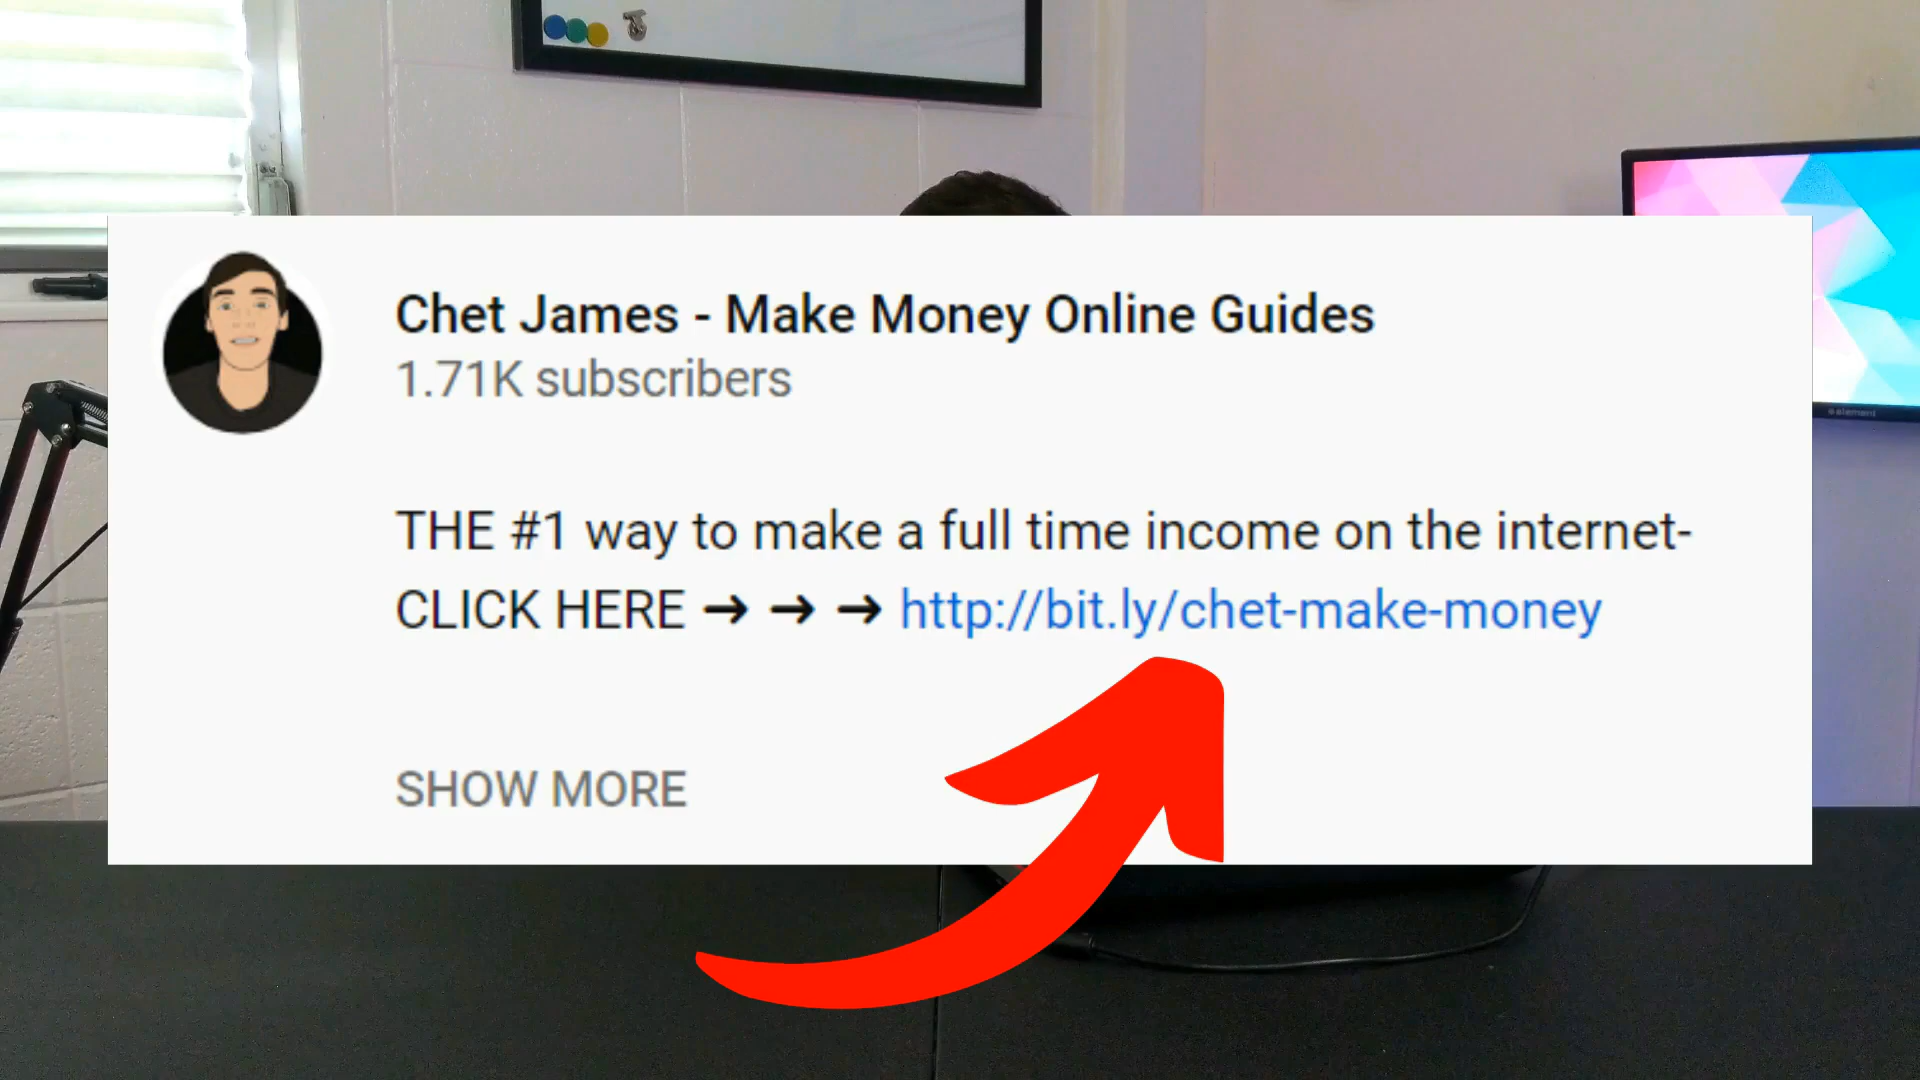 Chet James - Make Money Online Guides
1.71K subscribers
THE #1 way to make a full time income on the internet-
CLICK HERE ➔ ➔ ➔ http://bit.ly/chet-make-money
SHOW MORE
element